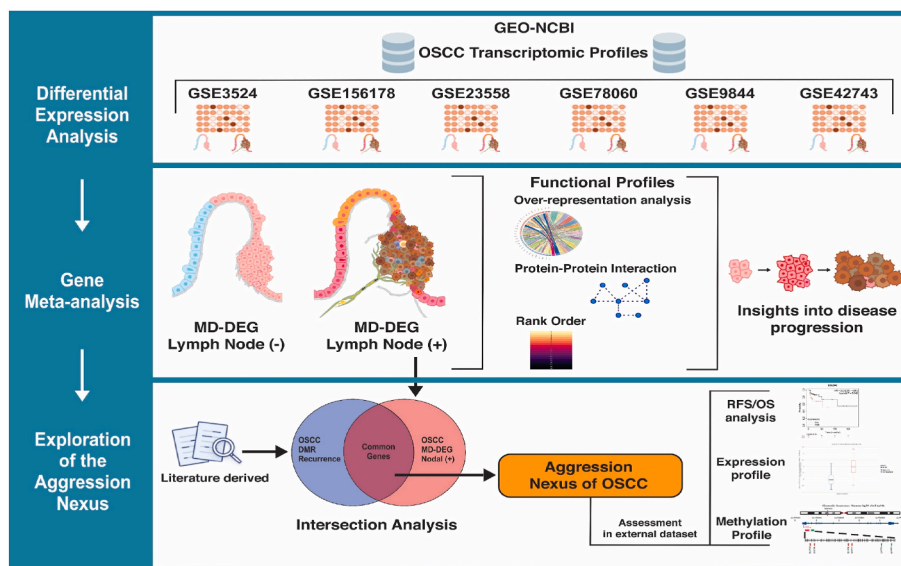 GEO-NCBI
OSCC Transcriptomic Profiles
Differential
Expression
Analysis
GSE3524
GSE156178
GSE23558
GSE78060
GSE9844
GSE42743
Gene
Meta-analysis
MD-DEG
Lymph Node (-)
MD-DEG
Lymph Node (+)
Functional Profiles
Over-representation analysis
Protein-Protein Interaction
Rank Order
Insights into disease
progression
Exploration
of the
Aggression
Nexus
Literature derived
OSCC
DMR
Recurrence
Common
Genes
OSCC
MD-DEG
Nodal (+)
Intersection Analysis
Aggression
Nexus of OSCC
Assessment
in external dataset
RFS/OS
analysis
Expression
profile
Methylation
Profile